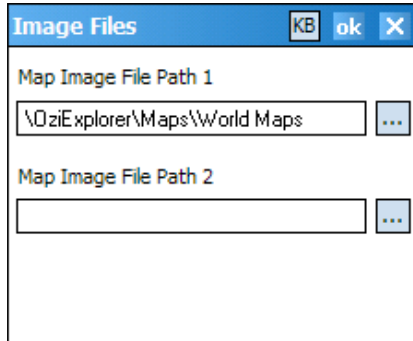 Image Files KB ok X
Map Image File Path 1
\OziExplorer\Maps\World Maps ...
Map Image File Path 2
...